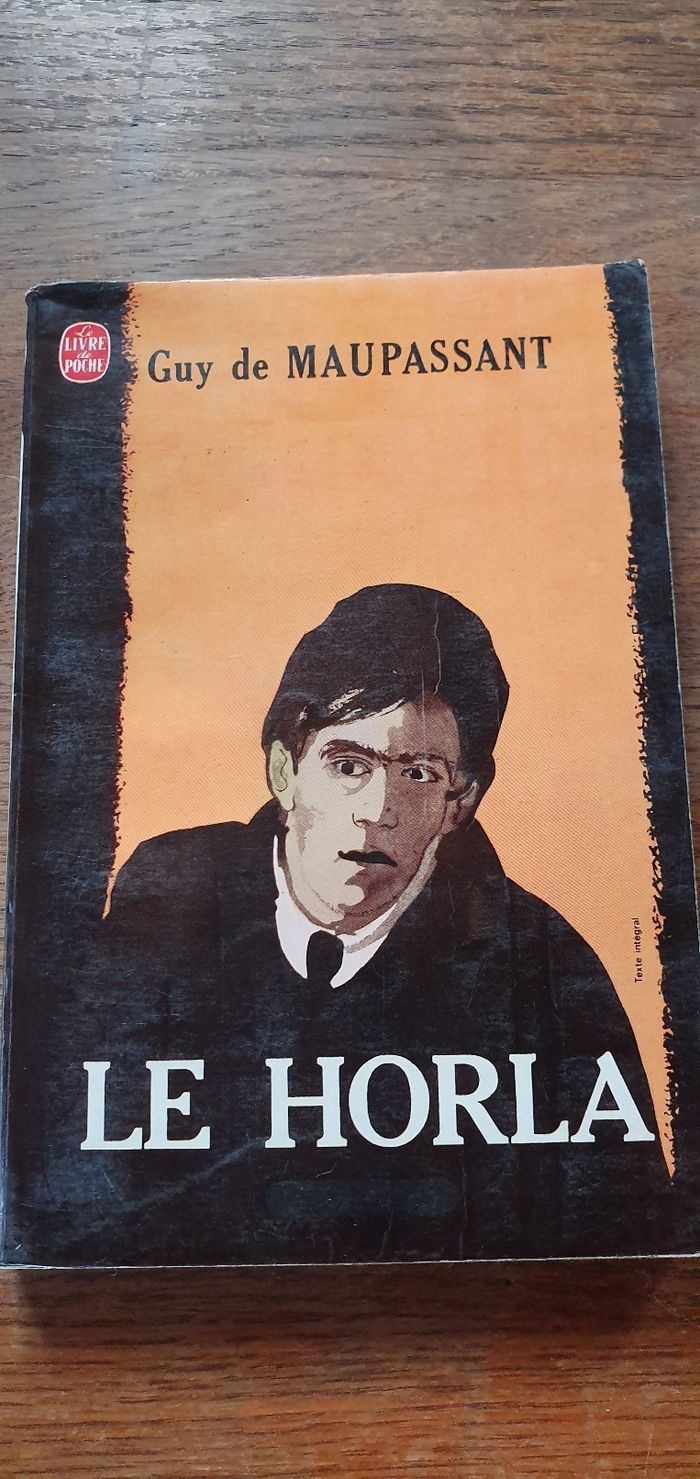 Le
LIVRE
de
POCHE
Guy de MAUPASSANT
Texte intégral
LE HORLA